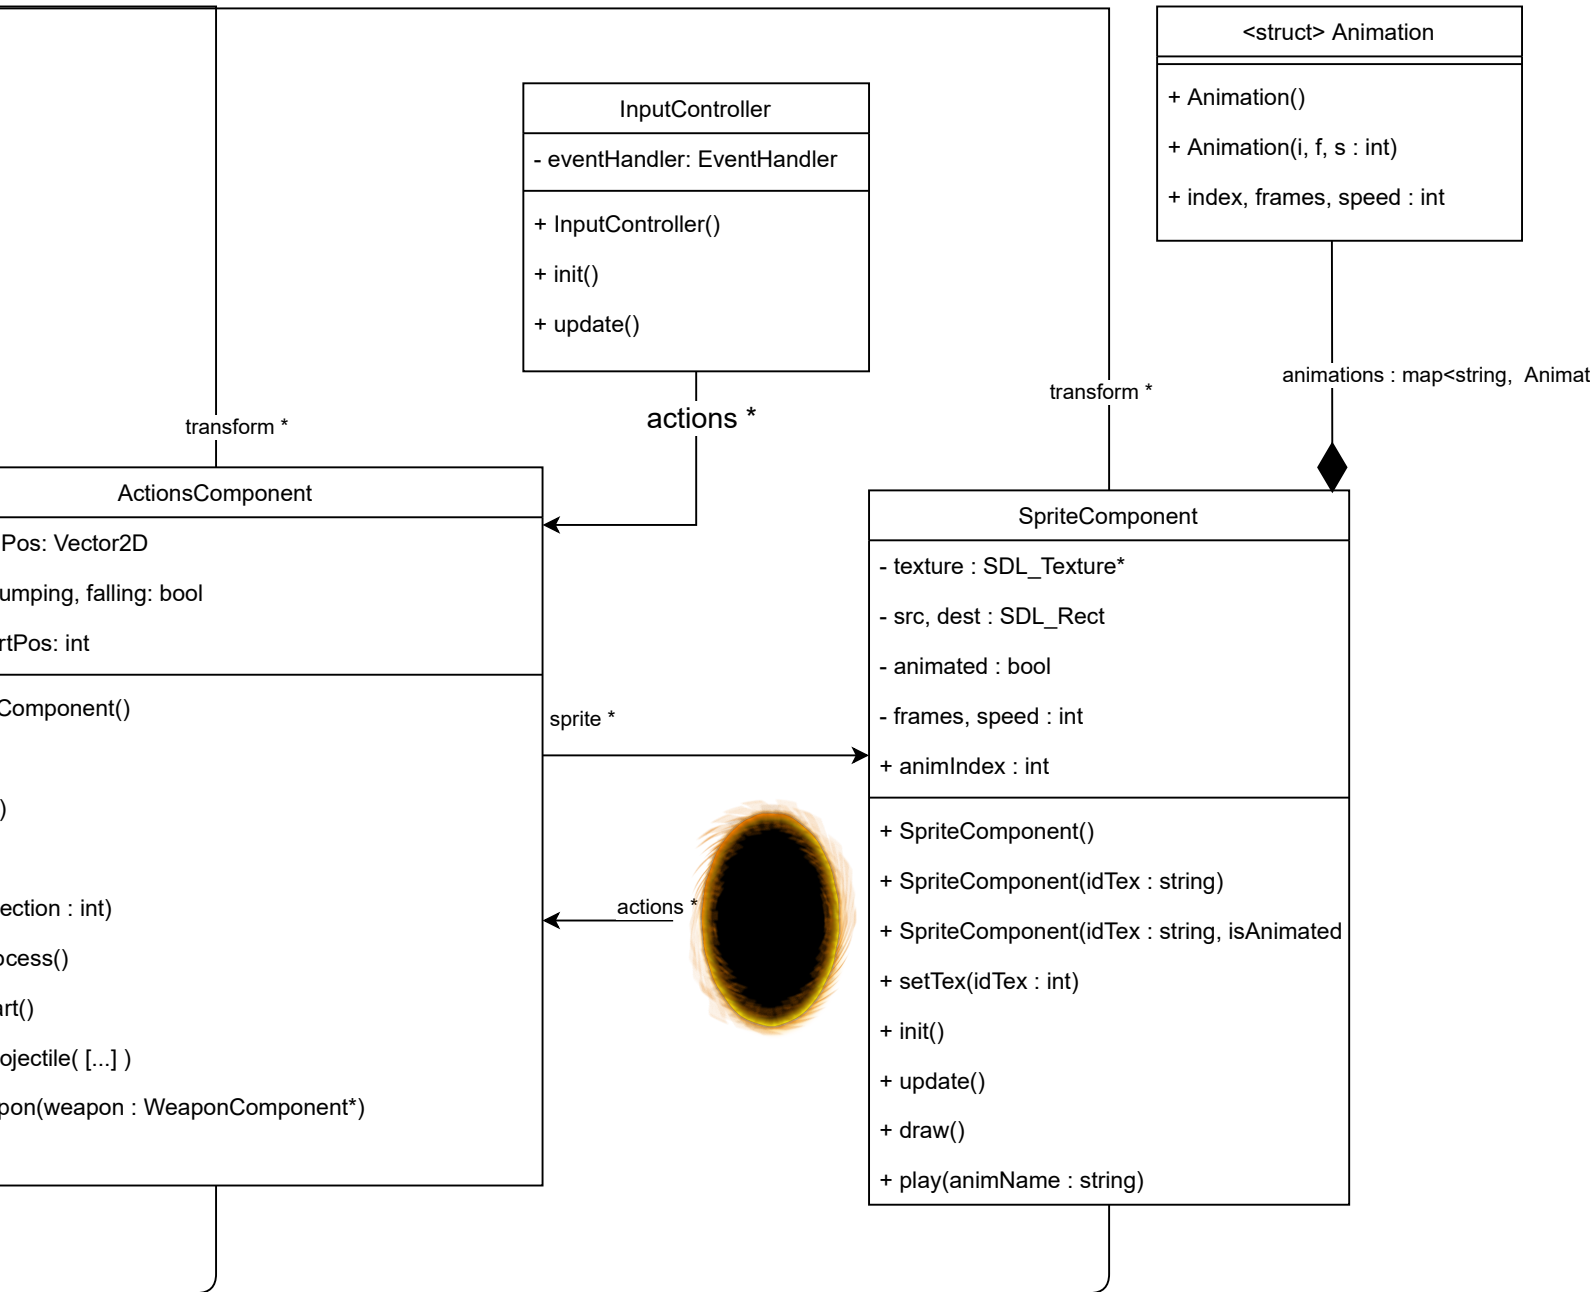 <struct> Animation
+ Animation()
+ Animation(i, f, s : int)
+ index, frames, speed : int
InputController
- eventHandler: EventHandler
+ InputController()
+ init()
+ update()
actions *
transform *
transform *
animations : map<string, Animat
ActionsComponent
Pos: Vector2D
umping, falling: bool
rtPos: int
Component()
)
ection : int)
ocess()
art()
ojectile( [...] )
pon(weapon : WeaponComponent*)
sprite *
actions *
SpriteComponent
- texture : SDL_Texture*
- src, dest : SDL_Rect
- animated : bool
- frames, speed : int
+ animIndex : int
+ SpriteComponent()
+ SpriteComponent(idTex : string)
+ SpriteComponent(idTex : string, isAnimated
+ setTex(idTex : int)
+ init()
+ update()
+ draw()
+ play(animName : string)